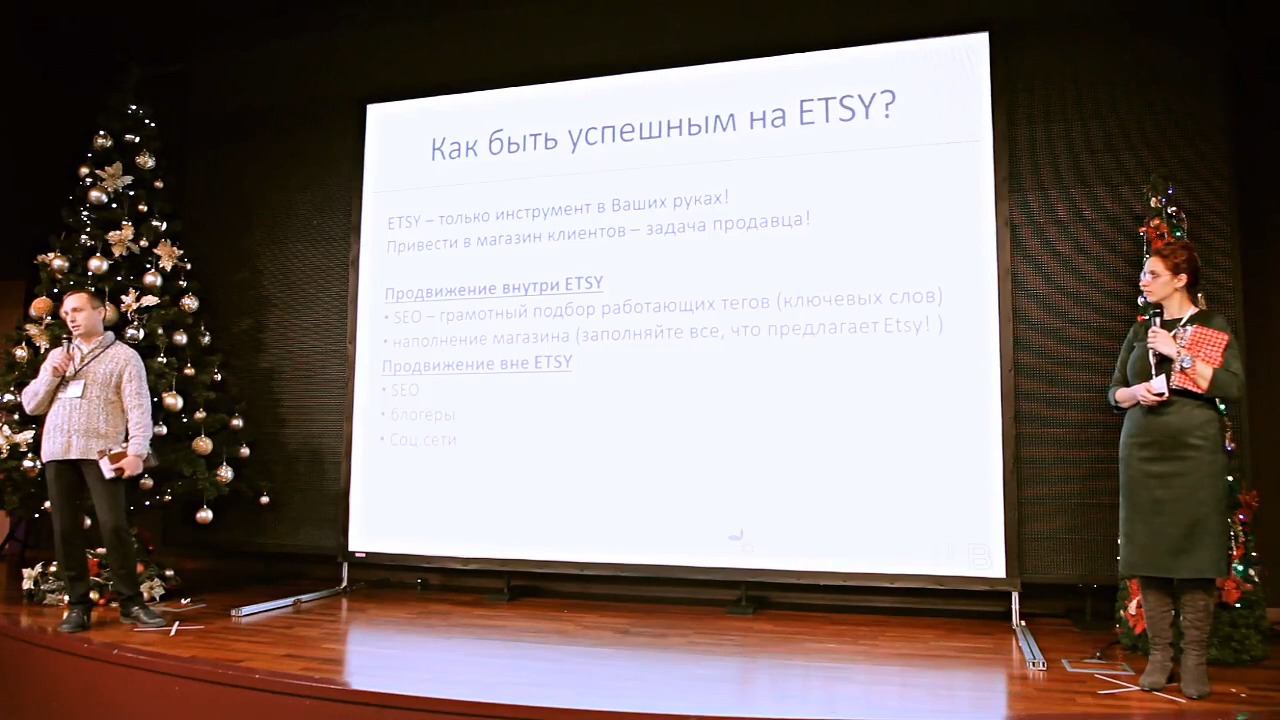 Как быть успешным на ETSY?
ETSY – только инструмент в Ваших руках!
Привести в магазин клиентов – задача продавца!
Продвижение внутри ETSY
• SEO – грамотный подбор работающих тегов (ключевых слов)
• наполнение магазина (заполняйте все, что предлагает Etsy! )
Продвижение вне ETSY
• SEO
• блогеры
• Соц.сети